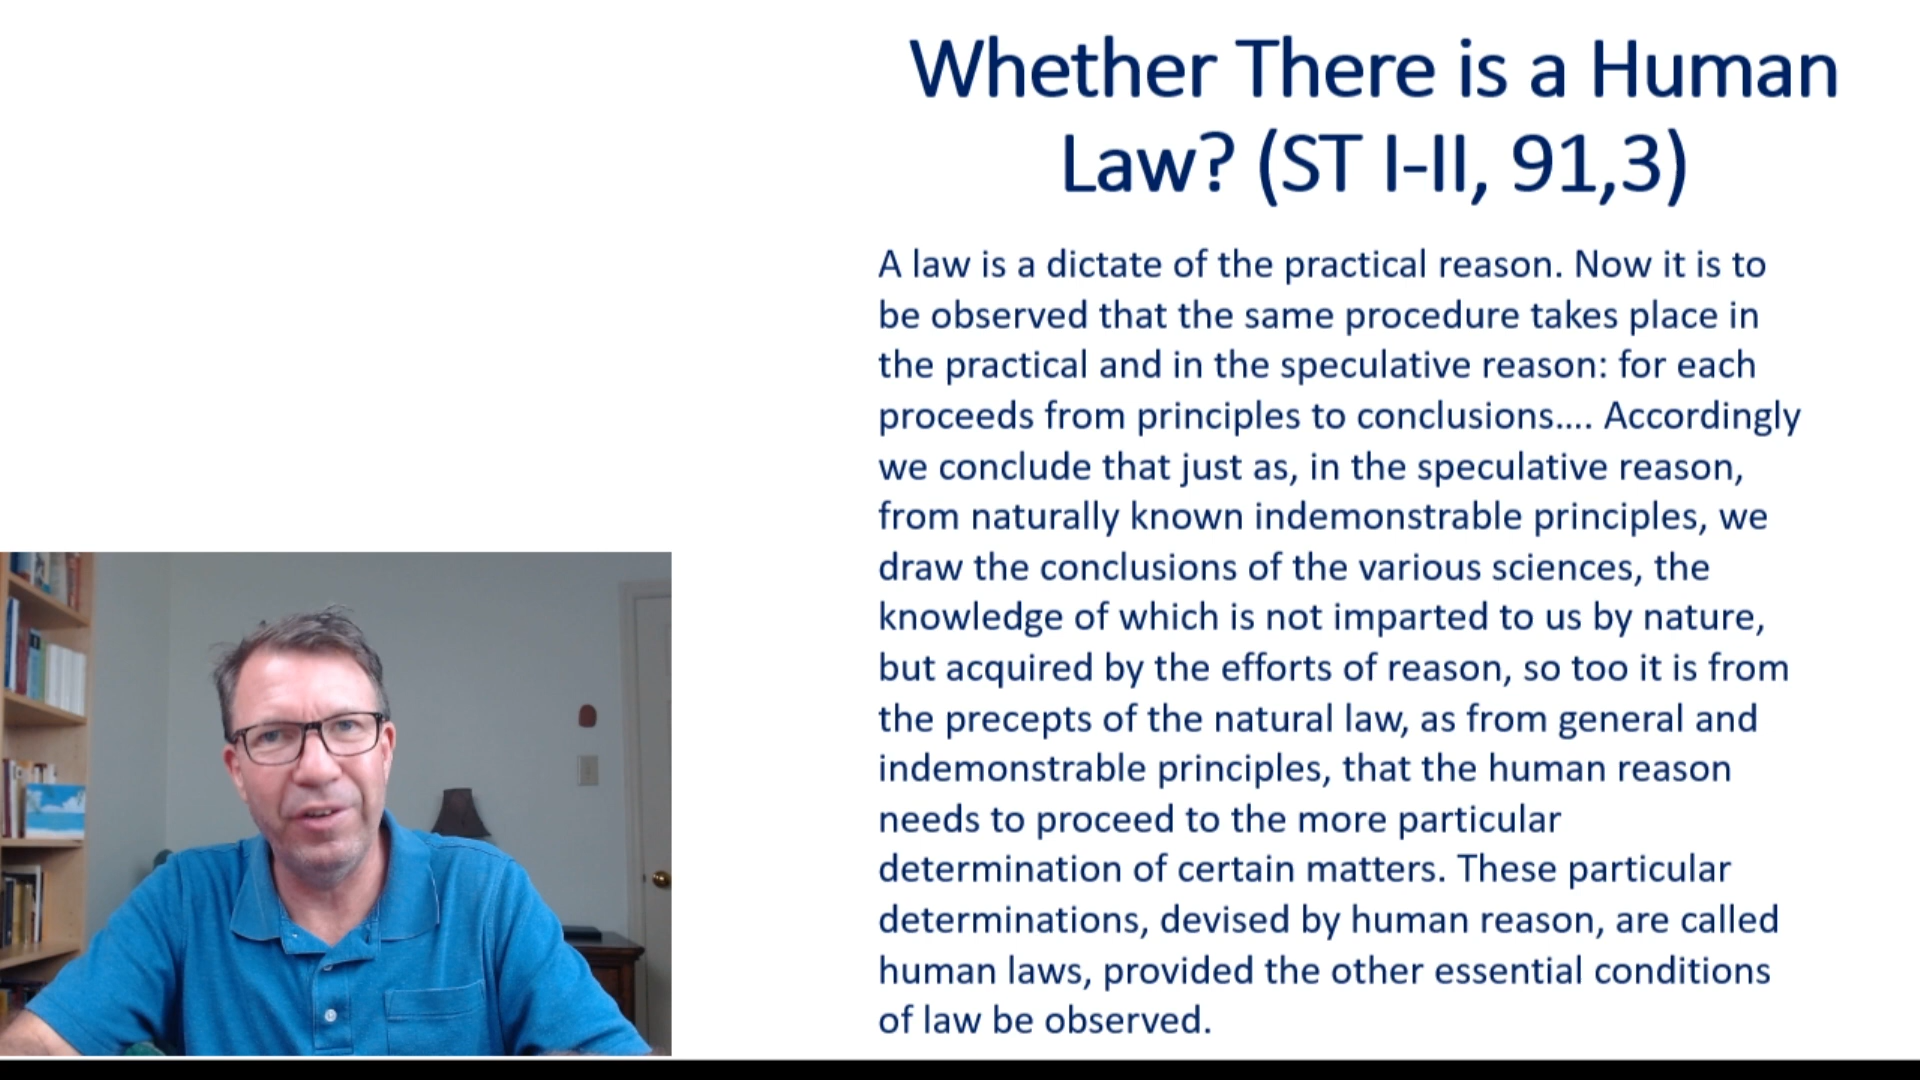 Whether There is a Human
Law? (ST I-II, 91,3)
A law is a dictate of the practical reason. Now it is to
be observed that the same procedure takes place in
the practical and in the speculative reason: for each
proceeds from principles to conclusions.... Accordingly
we conclude that just as, in the speculative reason,
from naturally known indemonstrable principles, we
draw the conclusions of the various sciences, the
knowledge of which is not imparted to us by nature,
but acquired by the efforts of reason, so too it is from
the precepts of the natural law, as from general and
indemonstrable principles, that the human reason
needs to proceed to the more particular
determination of certain matters. These particular
determinations, devised by human reason, are called
human laws, provided the other essential conditions
of law be observed.